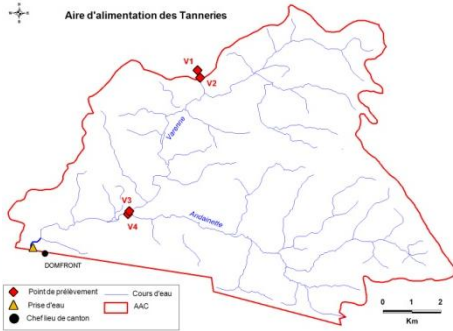 Aire d'alimentation des Tanneries
V1
V2
Varenne
V3
V4
Andainette
DOMFRONT
Point de prélèvement
Cours d'eau
Prise d'eau
AAC
Chef lieu de canton
0 1 2
Km